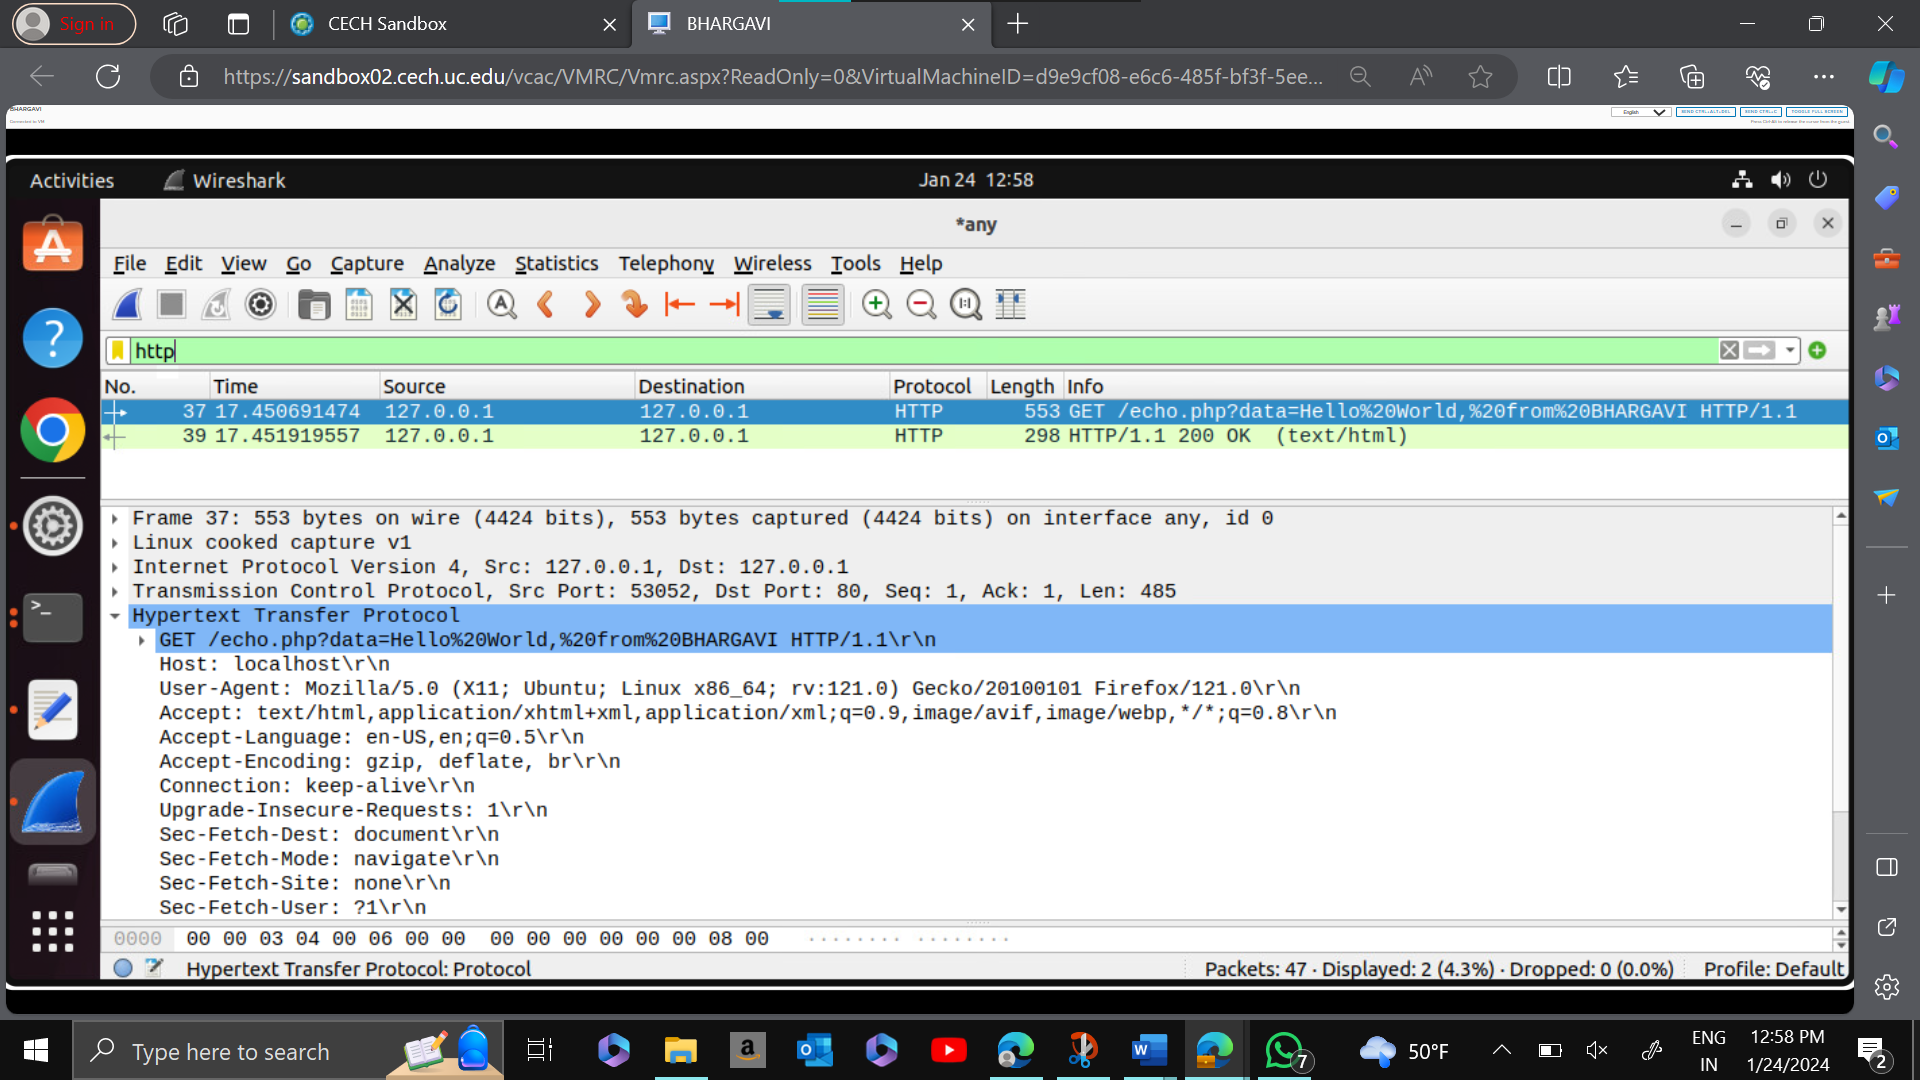 Sign in
CECH Sandbox
BHARGAVI
https://sandbox02.cech.uc.edu/vcac/VMRC/Vmrc.aspx?ReadOnly=0&VirtualMachineID=d9e9cf08-e6c6-485f-bf3f-5ee...
BHARGAVI
Connected to VM
English
SEND CTRL+ALT+DEL
SEND CTRL+C
TOGGLE FULL SCREEN
Activities
Wireshark
Jan 24 12:58
*any
File Edit View Go Capture Analyze Statistics Telephony Wireless Tools Help
http
No. Time Source Destination Protocol Length Info
37 17.450691474 127.0.0.1 127.0.0.1 HTTP 553 GET /echo.php?data=Hello%20World,%20from%20BHARGAVI HTTP/1.1
39 17.451919557 127.0.0.1 127.0.0.1 HTTP 298 HTTP/1.1 200 OK (text/html)
Frame 37: 553 bytes on wire (4424 bits), 553 bytes captured (4424 bits) on interface any, id 0
Linux cooked capture v1
Internet Protocol Version 4, Src: 127.0.0.1, Dst: 127.0.0.1
Transmission Control Protocol, Src Port: 53052, Dst Port: 80, Seq: 1, Ack: 1, Len: 485
Hypertext Transfer Protocol
GET /echo.php?data=Hello%20World,%20from%20BHARGAVI HTTP/1.1\r\n
Host: localhost\r\n
User-Agent: Mozilla/5.0 (X11; Ubuntu; Linux x86_64; rv:121.0) Gecko/20100101 Firefox/121.0\r\n
Accept: text/html,application/xhtml+xml,application/xml;q=0.9,image/avif,image/webp,*/*;q=0.8\r\n
Accept-Language: en-US,en;q=0.5\r\n
Accept-Encoding: gzip, deflate, br\r\n
Connection: keep-alive\r\n
Upgrade-Insecure-Requests: 1\r\n
Sec-Fetch-Dest: document\r\n
Sec-Fetch-Mode: navigate\r\n
Sec-Fetch-Site: none\r\n
Sec-Fetch-User: ?1\r\n
0000 00 00 03 04 00 06 00 00 00 00 00 00 00 00 08 00 ········ ········
Hypertext Transfer Protocol: Protocol
Packets: 47 · Displayed: 2 (4.3%) · Dropped: 0 (0.0%)
Profile: Default
Type here to search
7
50°F
ENG
IN
12:58 PM
1/24/2024
2